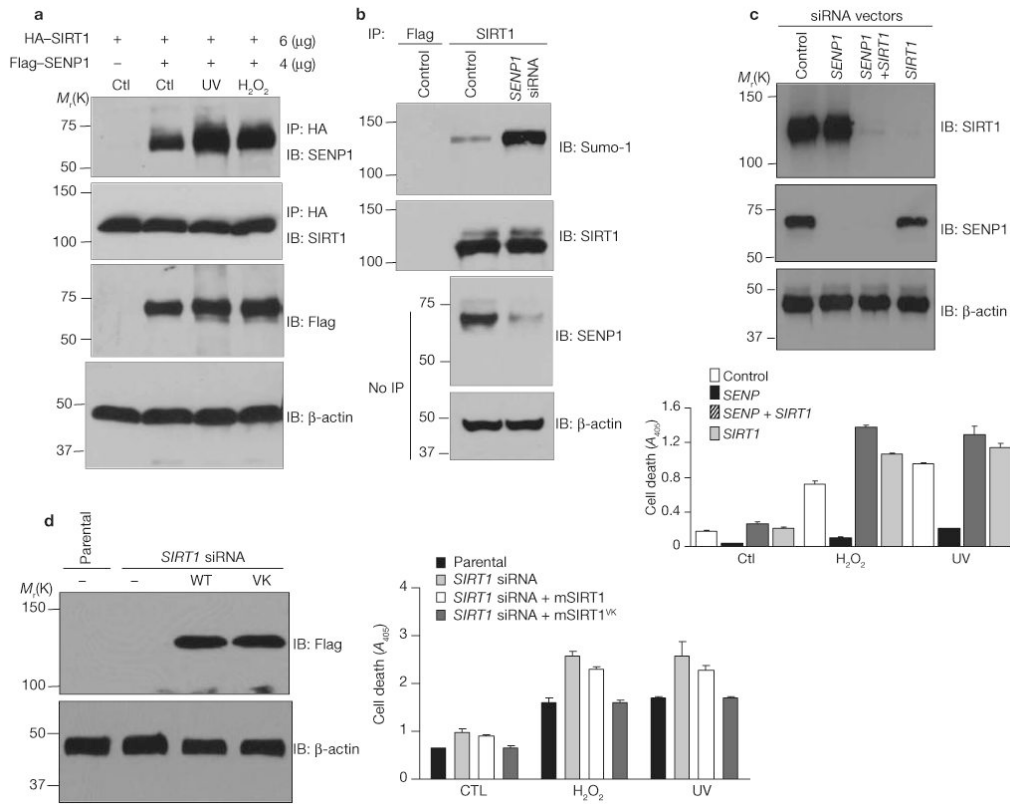 a
HA–SIRT1 + + + + 6 (μg)
Flag–SENP1 – + + + 4 (μg)
Ctl Ctl UV H₂O₂
Mᵣ(K)
75
50
IP: HA
IB: SENP1
150
100
IP: HA
IB: SIRT1
75
50
IB: Flag
50
37
IB: β-actin
b
IP: Flag SIRT1
Control Control SENP1 siRNA
Mᵣ(K)
150
100
IB: Sumo-1
150
100
IB: SIRT1
75
50
IB: SENP1
No IP
50
37
IB: β-actin
c
siRNA vectors
Control SENP1 SENP1 +SIRT1 SIRT1
Mᵣ(K)
150
100
IB: SIRT1
75
50
IB: SENP1
50
37
IB: β-actin
Control
SENP
SENP + SIRT1
SIRT1
Cell death (A₄₀₅)
1.6
1.2
0.8
0.4
0
Ctl H₂O₂ UV
d
Parental SIRT1 siRNA
– – WT VK
Mᵣ(K)
150
100
IB: Flag
50
37
IB: β-actin
Parental
SIRT1 siRNA
SIRT1 siRNA + mSIRT1
SIRT1 siRNA + mSIRT1ⱽᴷ
Cell death (A₄₀₅)
4
3
2
1
0
CTL H₂O₂ UV